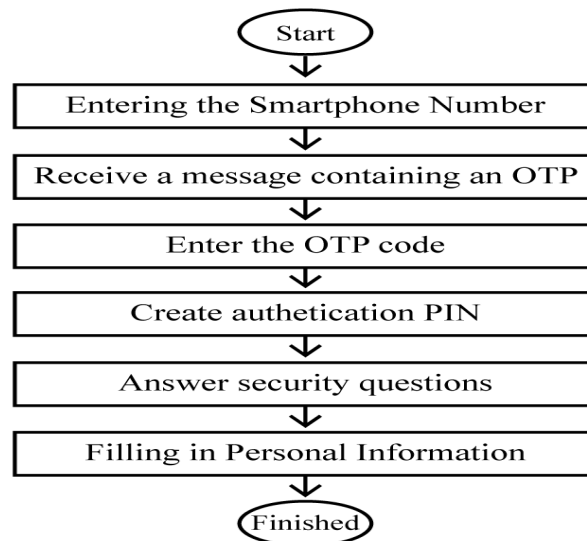 Start
Entering the Smartphone Number
Receive a message containing an OTP
Enter the OTP code
Create authetication PIN
Answer security questions
Filling in Personal Information
Finished